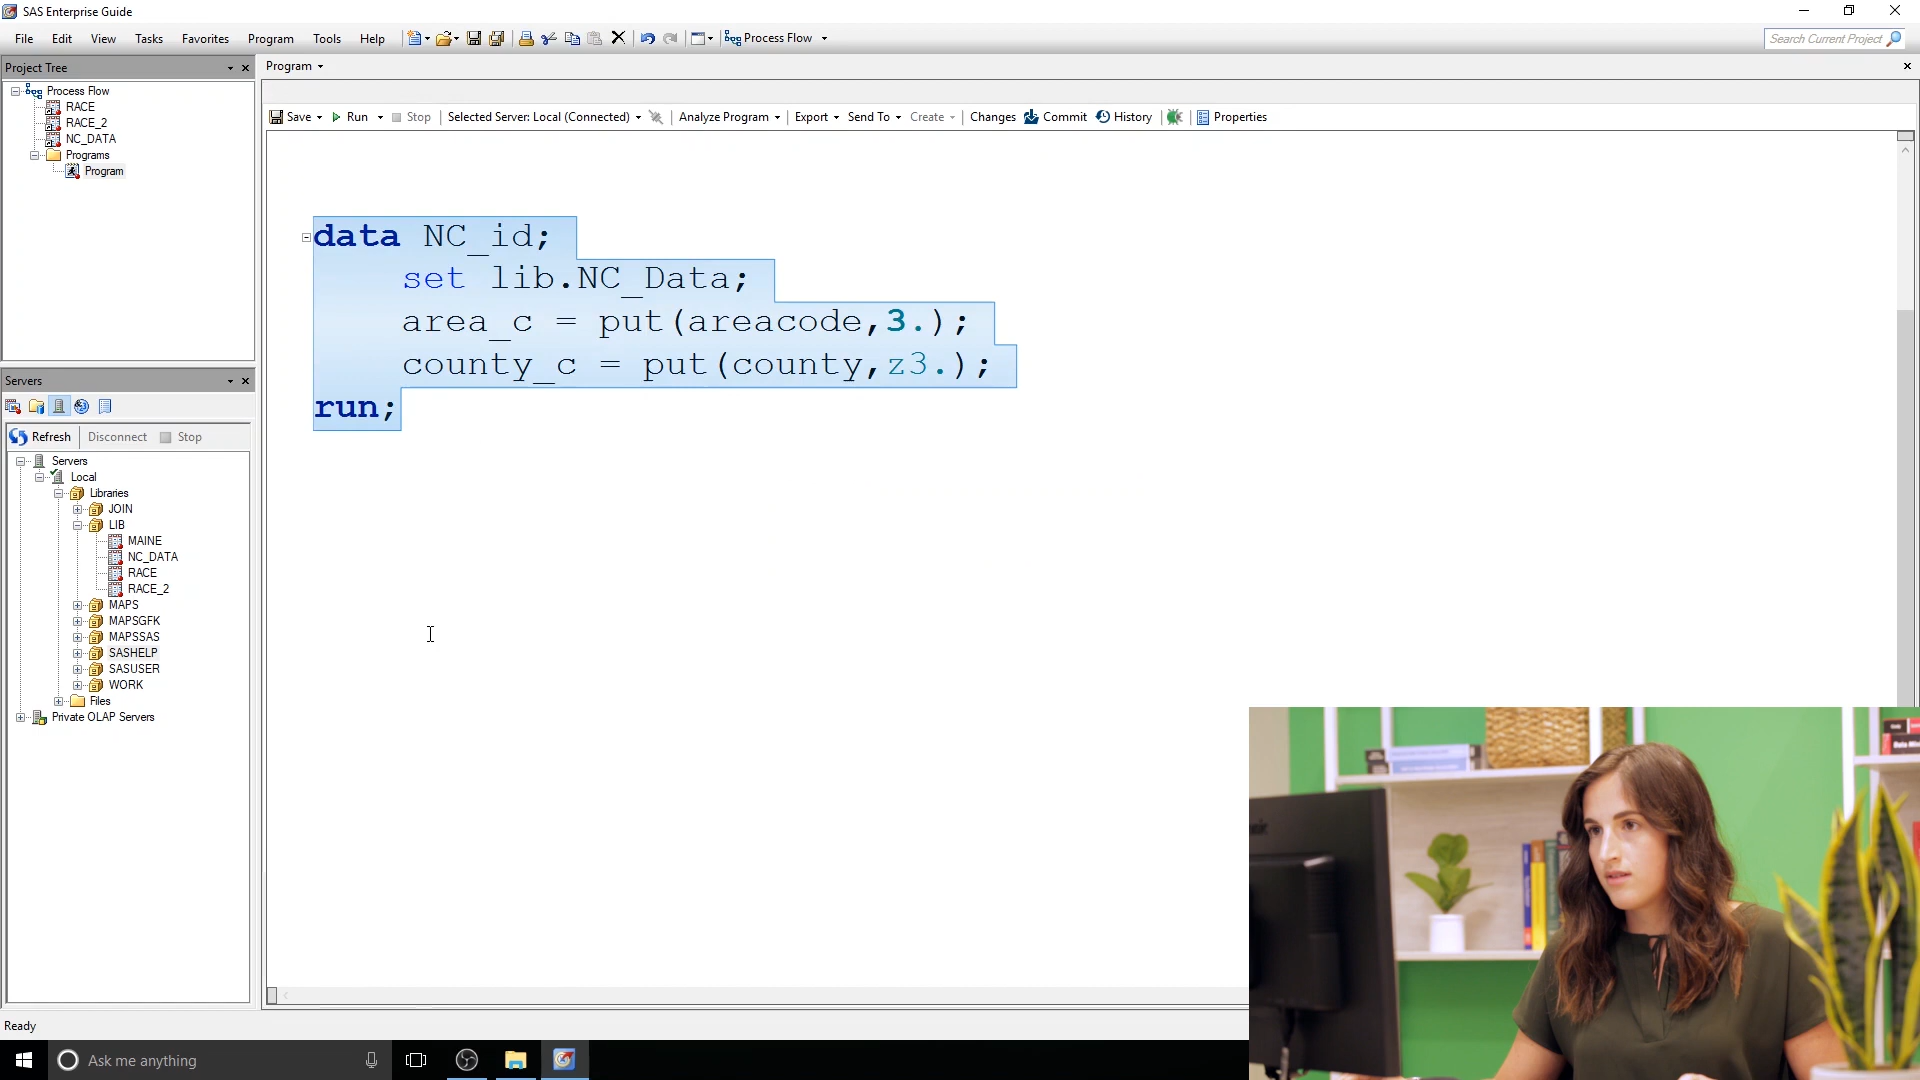 SAS Enterprise Guide
File Edit View Tasks Favorites Program Tools Help Process Flow Search Current Project
Project Tree
Process Flow
RACE
RACE_2
NC_DATA
Programs
Program
Servers
Refresh Disconnect Stop
Servers
Local
Libraries
JOIN
LIB
MAINE
NC_DATA
RACE
RACE_2
MAPS
MAPSGFK
MAPSSAS
SASHELP
SASUSER
WORK
Files
Private OLAP Servers
Program
Save Run Stop Selected Server: Local (Connected) Analyze Program Export Send To Create Changes Commit History Properties
data NC_id;
set lib.NC_Data;
area_c = put(areacode,3.);
county_c = put(county,z3.);
run;
Ready
Ask me anything